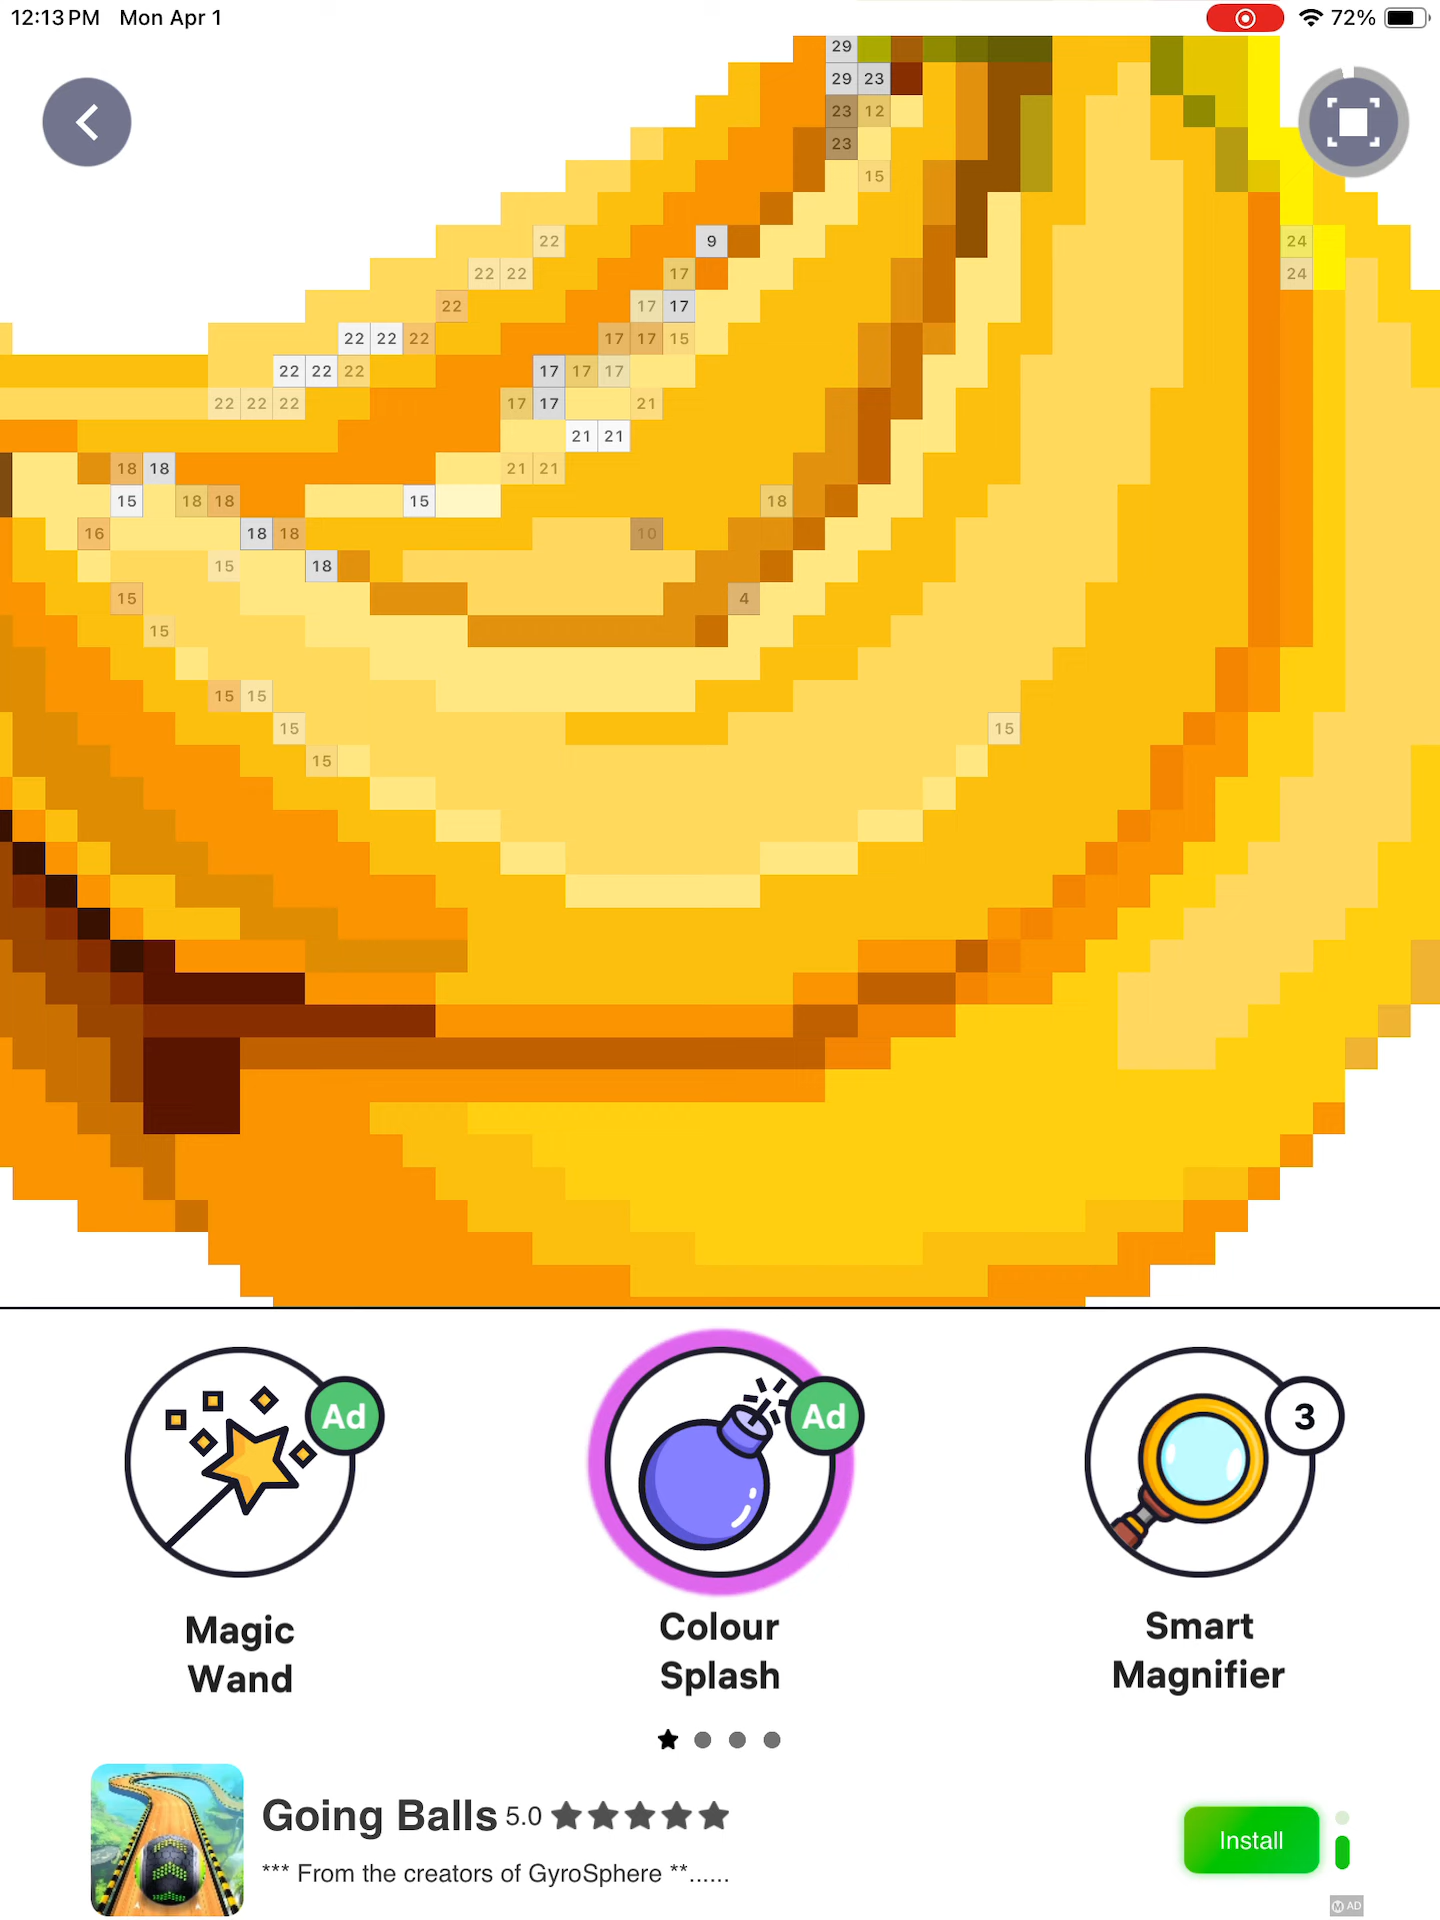 12:13 PM Mon Apr 1 72%
29
29 23
23 12
23
15
22 9 24
22 22 17 24
22 17 17
22 22 22 17 17 15
22 22 22 17 17 17
22 22 22 17 17 21
21 21
18 18 21 21
15 18 18 15 18
16 18 18 10
15 18
15 4
15
15 15
15 15
15
Ad Ad 3
Magic Wand
Colour Splash
Smart Magnifier
Going Balls 5.0
*** From the creators of GyroSphere **......
Install
AD